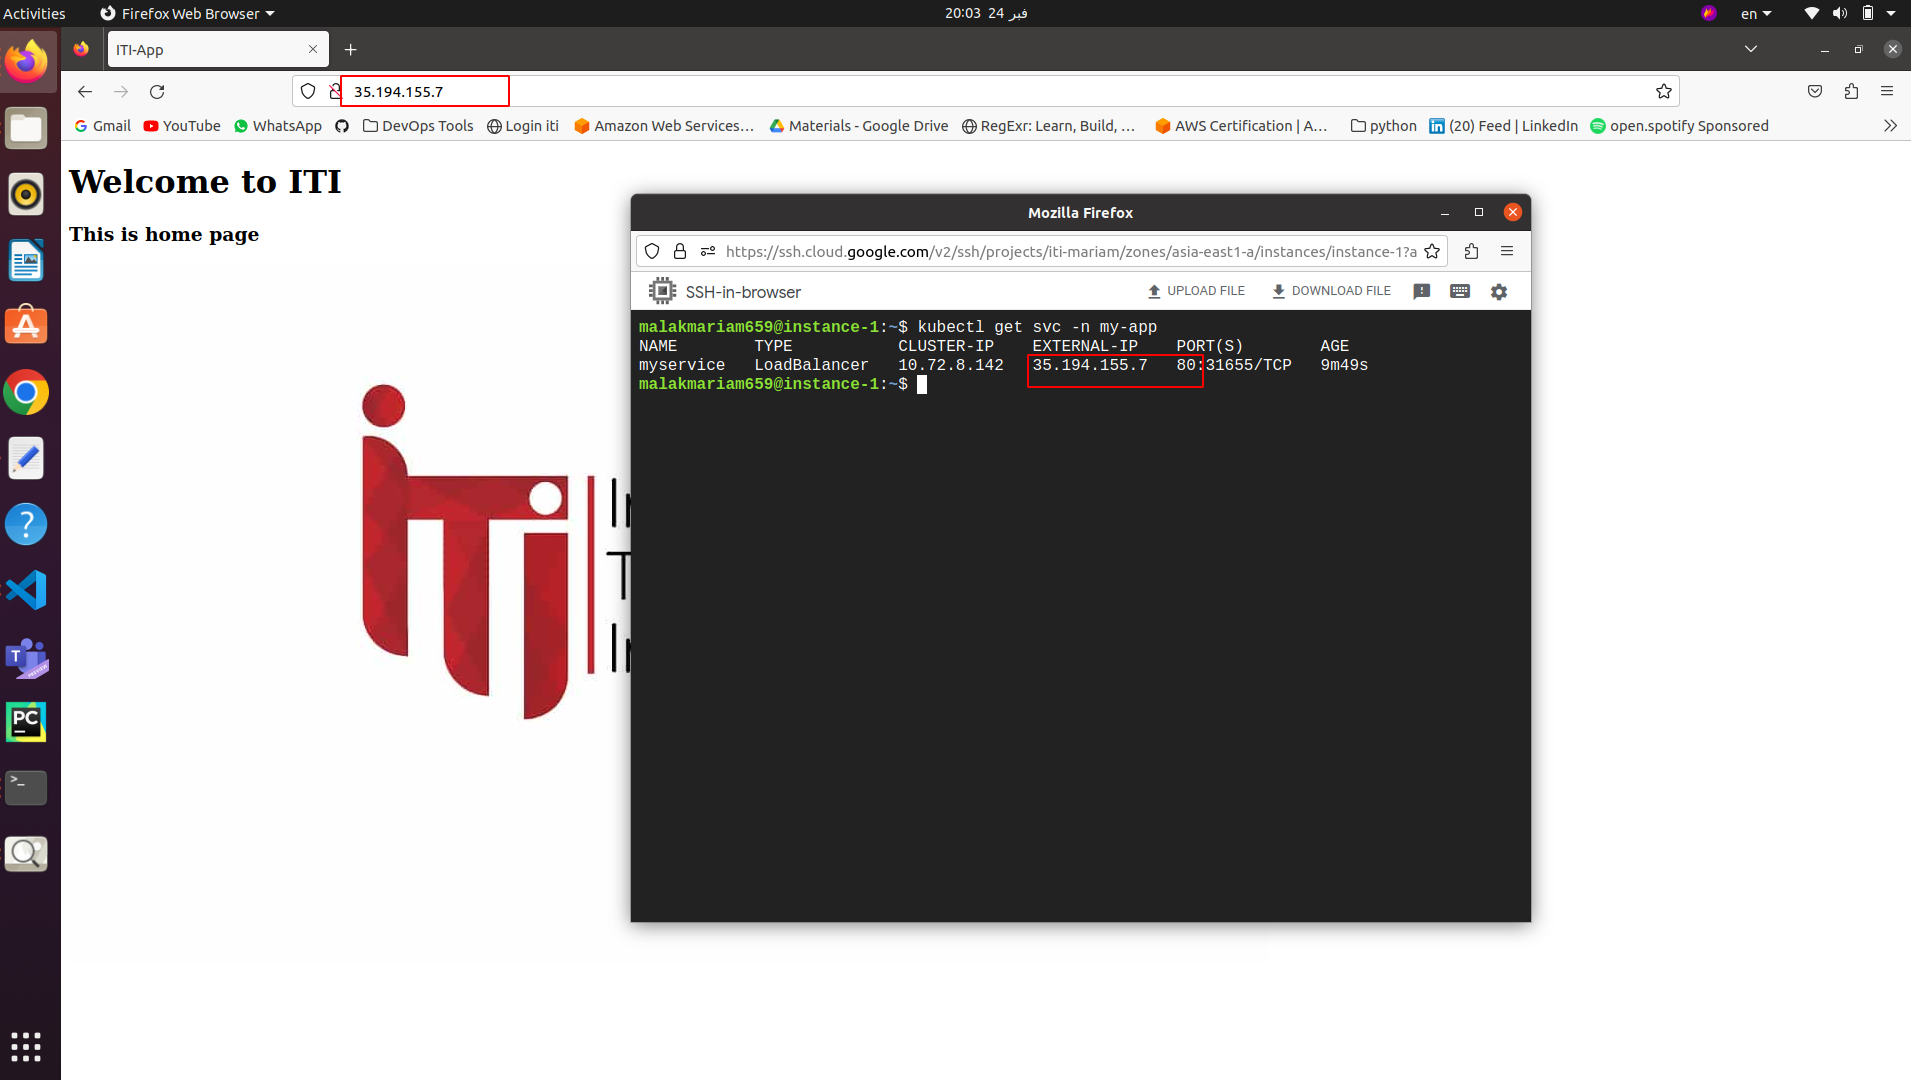 Activities
Firefox Web Browser
20:03 24 فبر
en
ITI-App
35.194.155.7
Gmail
YouTube
WhatsApp
DevOps Tools
Login iti
Amazon Web Services…
Materials - Google Drive
RegExr: Learn, Build, …
AWS Certification | A…
python
(20) Feed | LinkedIn
open.spotify Sponsored
Welcome to ITI
This is home page
iTi
Mozilla Firefox
https://ssh.cloud.google.com/v2/ssh/projects/iti-mariam/zones/asia-east1-a/instances/instance-1?a
SSH-in-browser
UPLOAD FILE
DOWNLOAD FILE
malakmariam659@instance-1:~$ kubectl get svc -n my-app
NAME TYPE CLUSTER-IP EXTERNAL-IP PORT(S) AGE
myservice LoadBalancer 10.72.8.142 35.194.155.7 80:31655/TCP 9m49s
malakmariam659@instance-1:~$